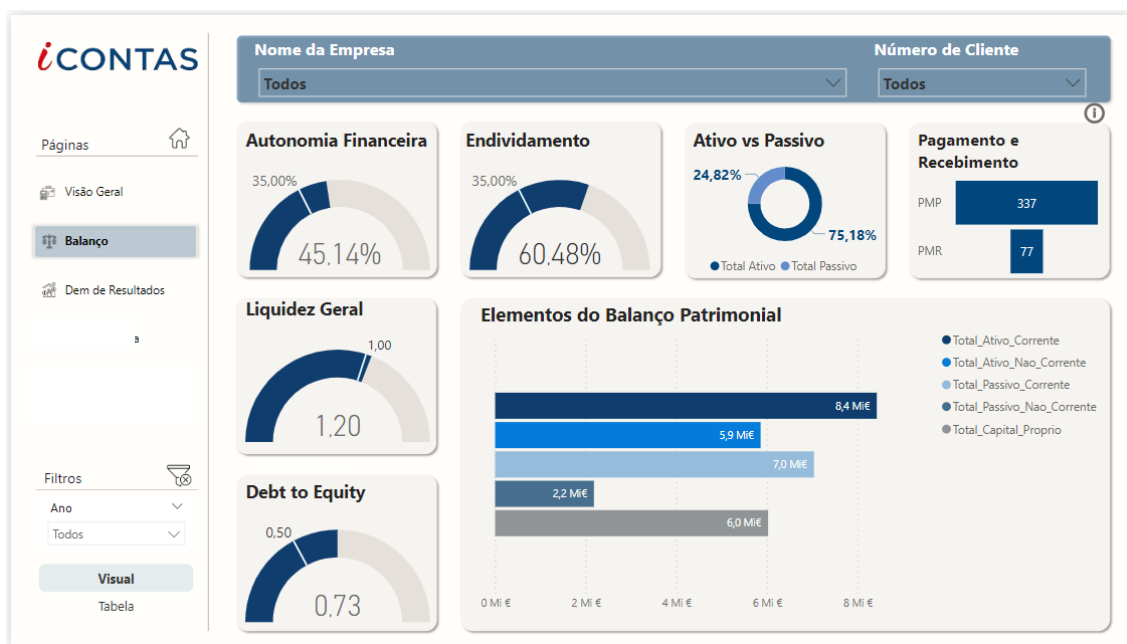 iCONTAS
Nome da Empresa
Número de Cliente
Todos
Todos
Páginas
Visão Geral
Balanço
Dem de Resultados
a
Filtros
Ano
Todos
Visual
Tabela
Autonomia Financeira
35,00%
45,14%
Endividamento
35,00%
60,48%
Ativo vs Passivo
24,82%
75,18%
Total Ativo
Total Passivo
Pagamento e
Recebimento
PMP
337
PMR
77
Liquidez Geral
1,00
1,20
Debt to Equity
0,50
0,73
Elementos do Balanço Patrimonial
8,4 Mi€
5,9 Mi€
7,0 Mi€
2,2 Mi€
6,0 Mi€
0 Mi €
2 Mi €
4 Mi €
6 Mi €
8 Mi €
Total_Ativo_Corrente
Total_Ativo_Nao_Corrente
Total_Passivo_Corrente
Total_Passivo_Nao_Corrente
Total_Capital_Proprio